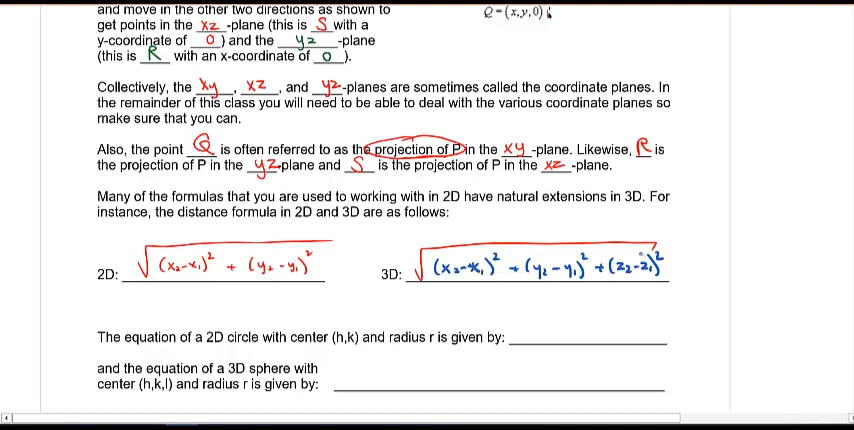 and move in the other two directions as shown to
get points in the xz -plane (this is S with a
y-coordinate of 0 ) and the yz -plane
(this is R with an x-coordinate of 0 ).
Q = (x,y,0)
Collectively, the xy , xz , and yz -planes are sometimes called the coordinate planes. In
the remainder of this class you will need to be able to deal with the various coordinate planes so
make sure that you can.
Also, the point Q is often referred to as the projection of P in the xy -plane. Likewise, R is
the projection of P in the yz -plane and S is the projection of P in the xz -plane.
Many of the formulas that you are used to working with in 2D have natural extensions in 3D. For
instance, the distance formula in 2D and 3D are as follows:
2D: √(x₂-x₁)² + (y₂-y₁)² 3D: √(x₂-x₁)² + (y₂-y₁)² + (z₂-z₁)²
The equation of a 2D circle with center (h,k) and radius r is given by:
and the equation of a 3D sphere with
center (h,k,l) and radius r is given by: